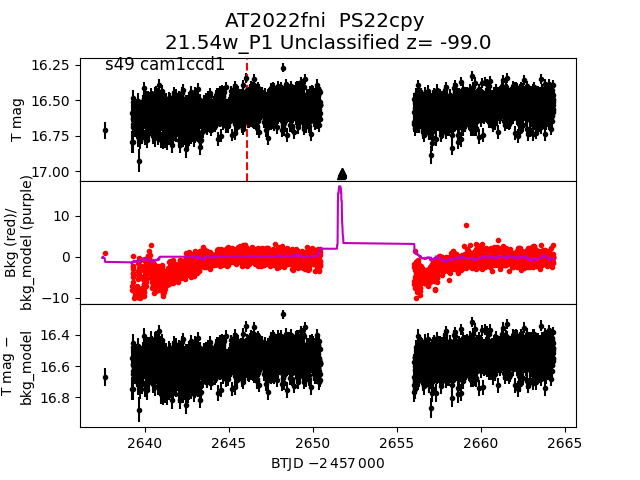 AT2022fni  PS22cpy
21.54w_P1 Unclassified z= -99.0
s49 cam1ccd1
16.25
16.50
16.75
17.00
T mag
10
0
−10
Bkg (red)/
bkg_model (purple)
16.4
16.6
16.8
T mag −
bkg_model
2640
2645
2650
2655
2660
2665
BTJD −2 457 000